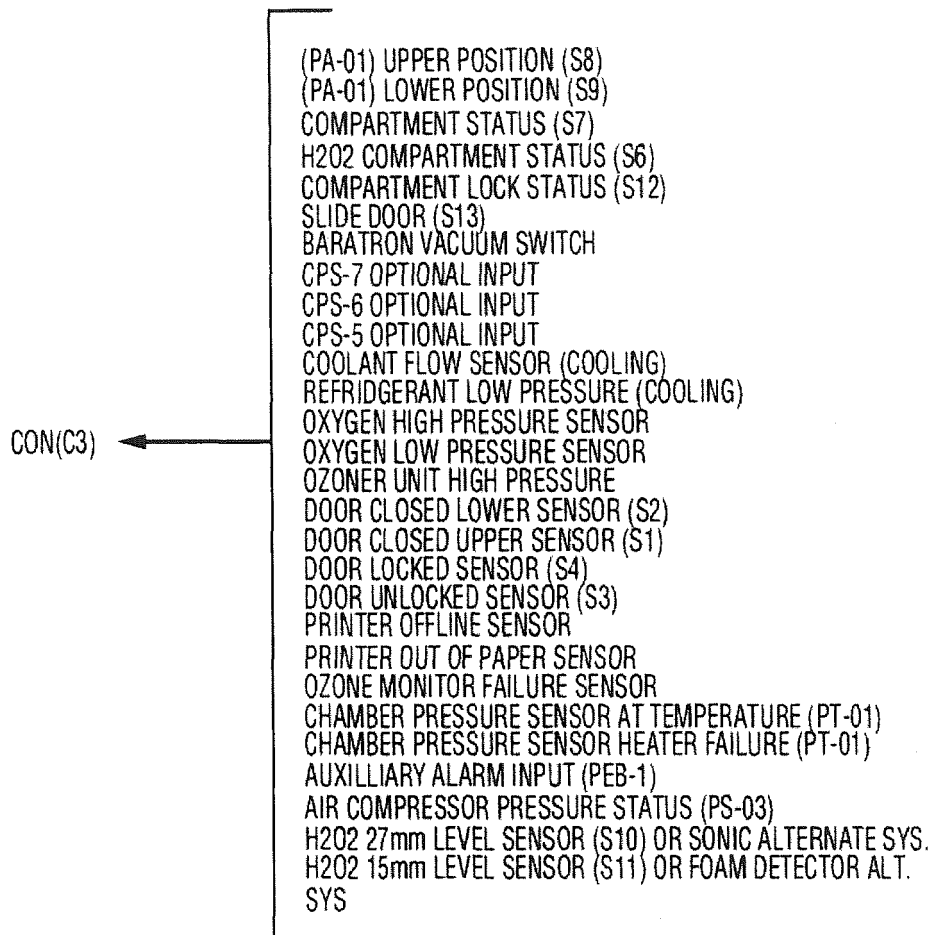 (PA-01) UPPER POSITION (S8)
(PA-01) LOWER POSITION (S9)
COMPARTMENT STATUS (S7)
H2O2 COMPARTMENT STATUS (S6)
COMPARTMENT LOCK STATUS (S12)
SLIDE DOOR (S13)
BARATRON VACUUM SWITCH
CPS-7 OPTIONAL INPUT
CPS-6 OPTIONAL INPUT
CPS-5 OPTIONAL INPUT
COOLANT FLOW SENSOR (COOLING)
REFRIDGERANT LOW PRESSURE (COOLING)
OXYGEN HIGH PRESSURE SENSOR
CON(C3)
OXYGEN LOW PRESSURE SENSOR
OZONER UNIT HIGH PRESSURE
DOOR CLOSED LOWER SENSOR (S2)
DOOR CLOSED UPPER SENSOR (S1)
DOOR LOCKED SENSOR (S4)
DOOR UNLOCKED SENSOR (S3)
PRINTER OFFLINE SENSOR
PRINTER OUT OF PAPER SENSOR
OZONE MONITOR FAILURE SENSOR
CHAMBER PRESSURE SENSOR AT TEMPERATURE (PT-01)
CHAMBER PRESSURE SENSOR HEATER FAILURE (PT-01)
AUXILLIARY ALARM INPUT (PEB-1)
AIR COMPRESSOR PRESSURE STATUS (PS-03)
H2O2 27mm LEVEL SENSOR (S10) OR SONIC ALTERNATE SYS.
H2O2 15mm LEVEL SENSOR (S11) OR FOAM DETECTOR ALT.
SYS